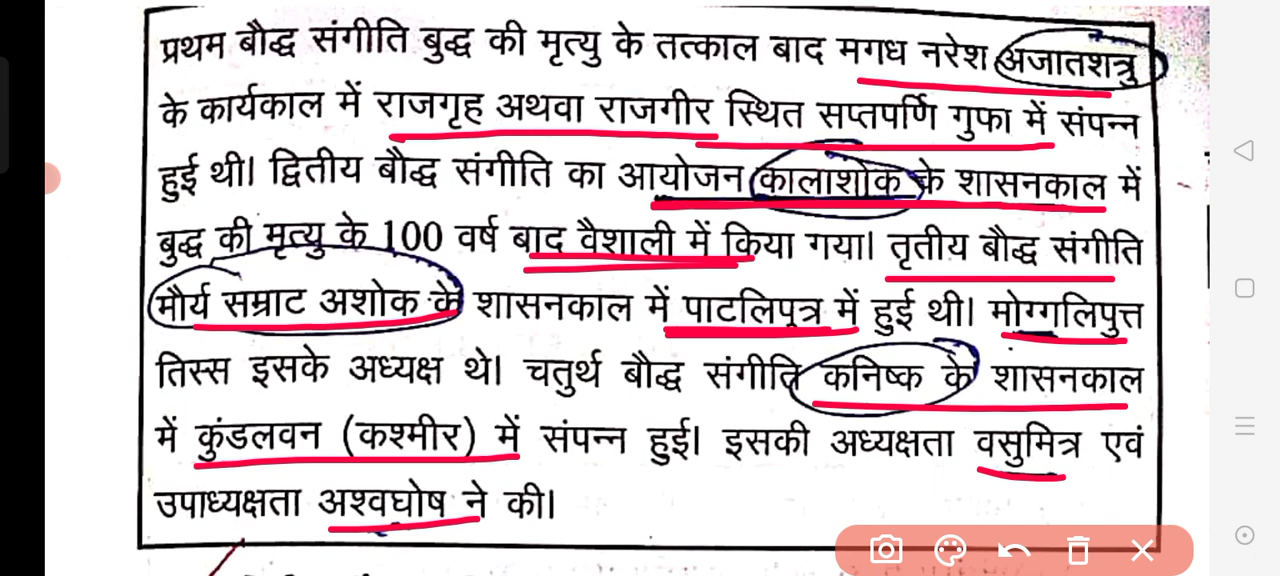 प्रथम बौद्ध संगीति बुद्ध की मृत्यु के तत्काल बाद मगध नरेश अजातशत्रु
के कार्यकाल में राजगृह अथवा राजगीर स्थित सप्तपर्णि गुफा में संपन्न
हुई थी। द्वितीय बौद्ध संगीति का आयोजन कालाशोक के शासनकाल में
बुद्ध की मृत्यु के 100 वर्ष बाद वैशाली में किया गया। तृतीय बौद्ध संगीति
मौर्य सम्राट अशोक के शासनकाल में पाटलिपुत्र में हुई थी। मोग्गलिपुत्त
तिस्स इसके अध्यक्ष थे। चतुर्थ बौद्ध संगीति कनिष्क के शासनकाल
में कुंडलवन (कश्मीर) में संपन्न हुई। इसकी अध्यक्षता वसुमित्र एवं
उपाध्यक्षता अश्वघोष ने की।